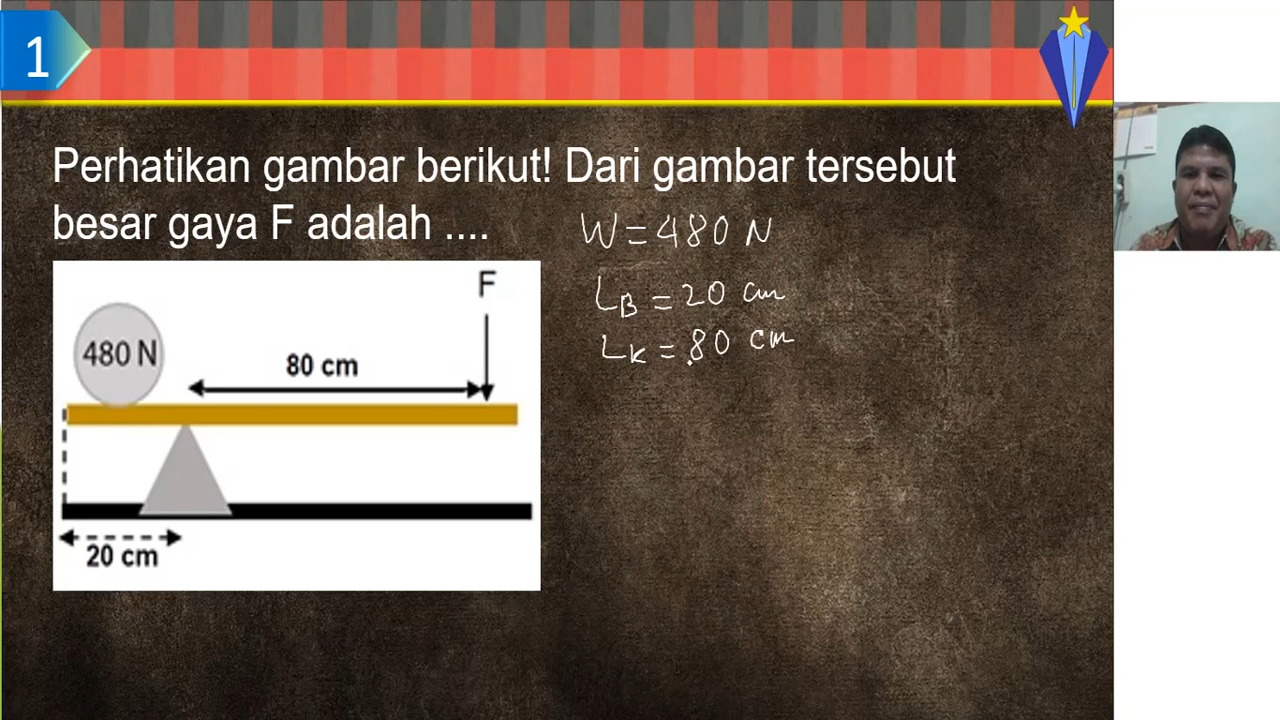 1
Perhatikan gambar berikut! Dari gambar tersebut
besar gaya F adalah ....
W = 480 N
LB = 20 cm
LK = 80 cm
F
480 N
80 cm
20 cm